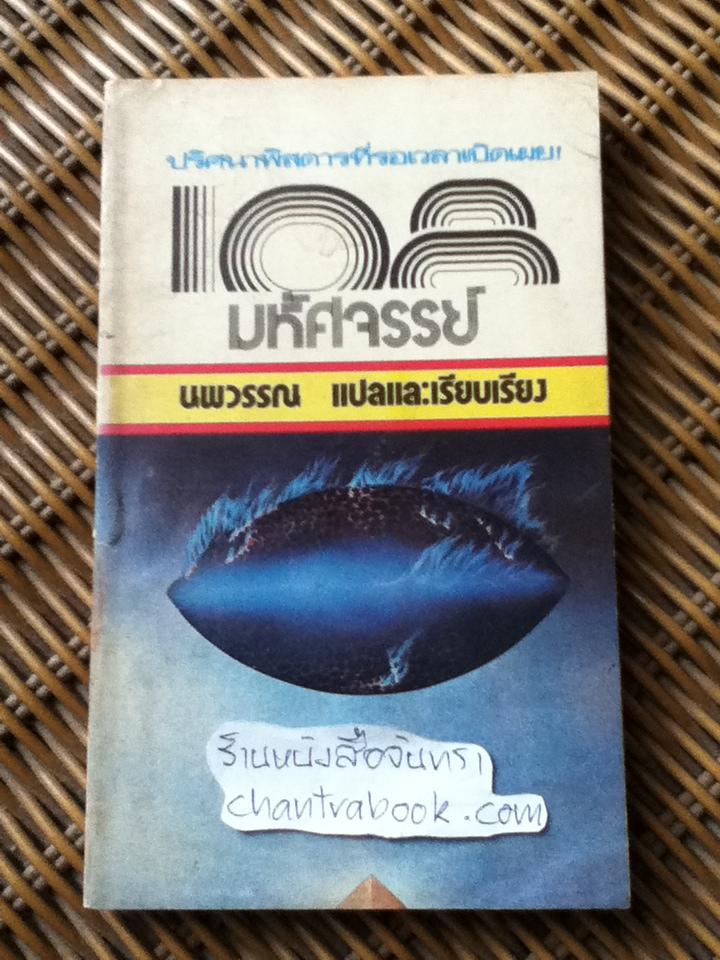 ปริศนาพิสดารที่รอเวลาเปิดเผย!
108
มหัศจรรย์
นพวรรณ แปลและเรียบเรียง
ร้านหนังสือจันทรา
chantrabook.com